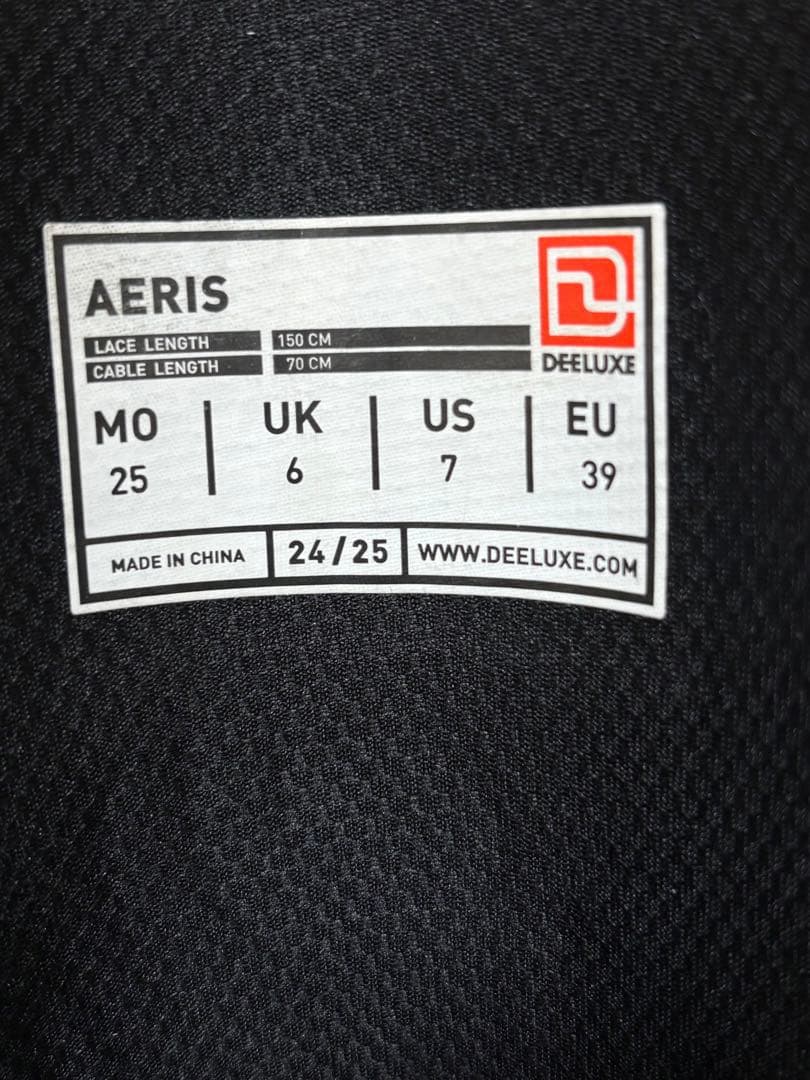 AERIS
LACE LENGTH 150 CM
CABLE LENGTH 70 CM
DEELUXE
MO UK US EU
25 6 7 39
MADE IN CHINA 24/25 WWW.DEELUXE.COM